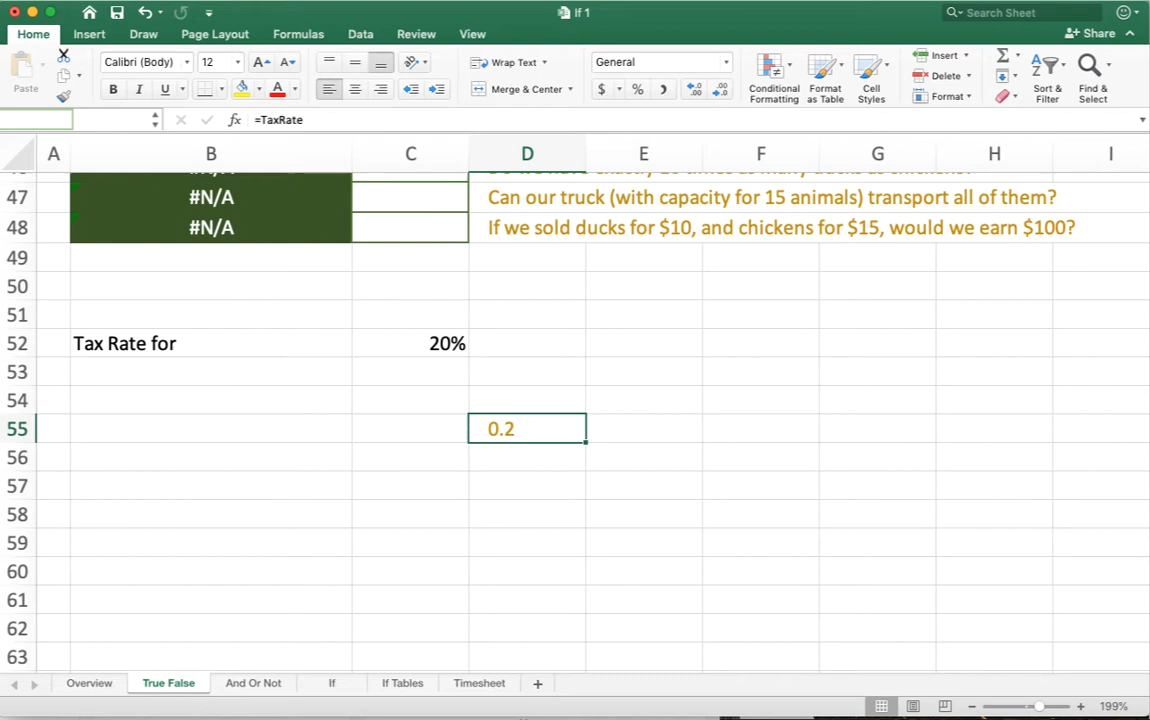 If 1
Search Sheet
Home Insert Draw Page Layout Formulas Data Review View
Share
Paste
Calibri (Body) 12 A A
B I U A
Wrap Text
Merge & Center
General
$ % )
Conditional Formatting
Format as Table
Cell Styles
Insert
Delete
Format
Sort & Filter
Find & Select
fx =TaxRate
A B C D E F G H I
47 #N/A Can our truck (with capacity for 15 animals) transport all of them?
48 #N/A If we sold ducks for $10, and chickens for $15, would we earn $100?
49
50
51
52 Tax Rate for 20%
53
54
55 0.2
56
57
58
59
60
61
62
63
Overview True False And Or Not If If Tables Timesheet +
199%